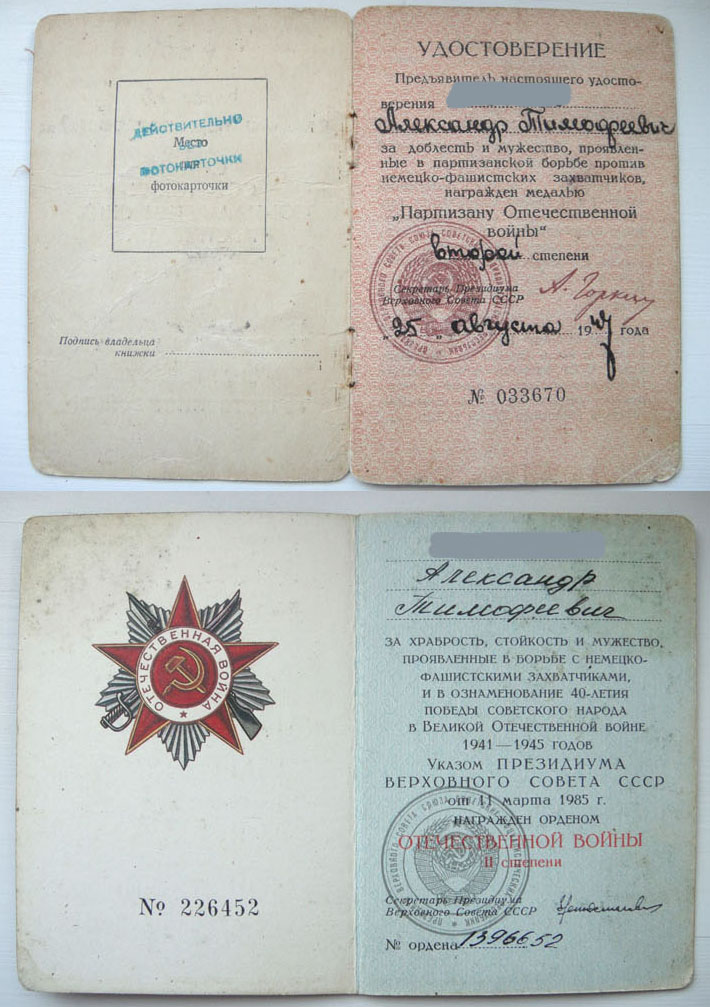 ДЕЙСТВИТЕЛЬНО
БЕЗ
ФОТОКАРТОЧКИ
Место
для
фотокарточки
Подпись владельца
книжки
УДОСТОВЕРЕНИЕ
Предъявитель настоящего удосто-
верения
Александр Тимофеевич
за доблесть и мужество, проявлен-
ные в партизанской борьбе против
немецко-фашистских захватчиков,
награжден медалью
„Партизану Отечественной
войны“
второй степени
Секретарь Президиума
Верховного Совета СССР
А. Горкин
„25„ августа 1947 года
№ 033670
ОТЕЧЕСТВЕННАЯ ВОЙНА
№ 226452
Александр
Тимофеевич
ЗА ХРАБРОСТЬ, СТОЙКОСТЬ И МУЖЕСТВО,
ПРОЯВЛЕННЫЕ В БОРЬБЕ С НЕМЕЦКО-
ФАШИСТСКИМИ ЗАХВАТЧИКАМИ,
И В ОЗНАМЕНОВАНИЕ 40-ЛЕТИЯ
ПОБЕДЫ СОВЕТСКОГО НАРОДА
В ВЕЛИКОЙ ОТЕЧЕСТВЕННОЙ ВОЙНЕ
1941—1945 ГОДОВ
УКАЗОМ ПРЕЗИДИУМА
ВЕРХОВНОГО СОВЕТА СССР
от 11 марта 1985 г.
НАГРАЖДЕН ОРДЕНОМ
ОТЕЧЕСТВЕННОЙ ВОЙНЫ
II степени
Секретарь Президиума
Верховного Совета СССР
№ ордена 1396652